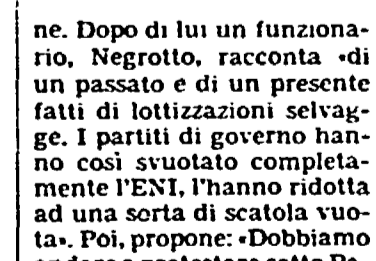 ne. Dopo di lui un funziona-
rio, Negrotto, racconta «di
un passato e di un presente
fatti di lottizzazioni selvag-
ge. I partiti di governo han-
no così svuotato completa-
mente l'ENI, l'hanno ridotta
ad una sorta di scatola vuo-
ta». Poi, propone: «Dobbiamo